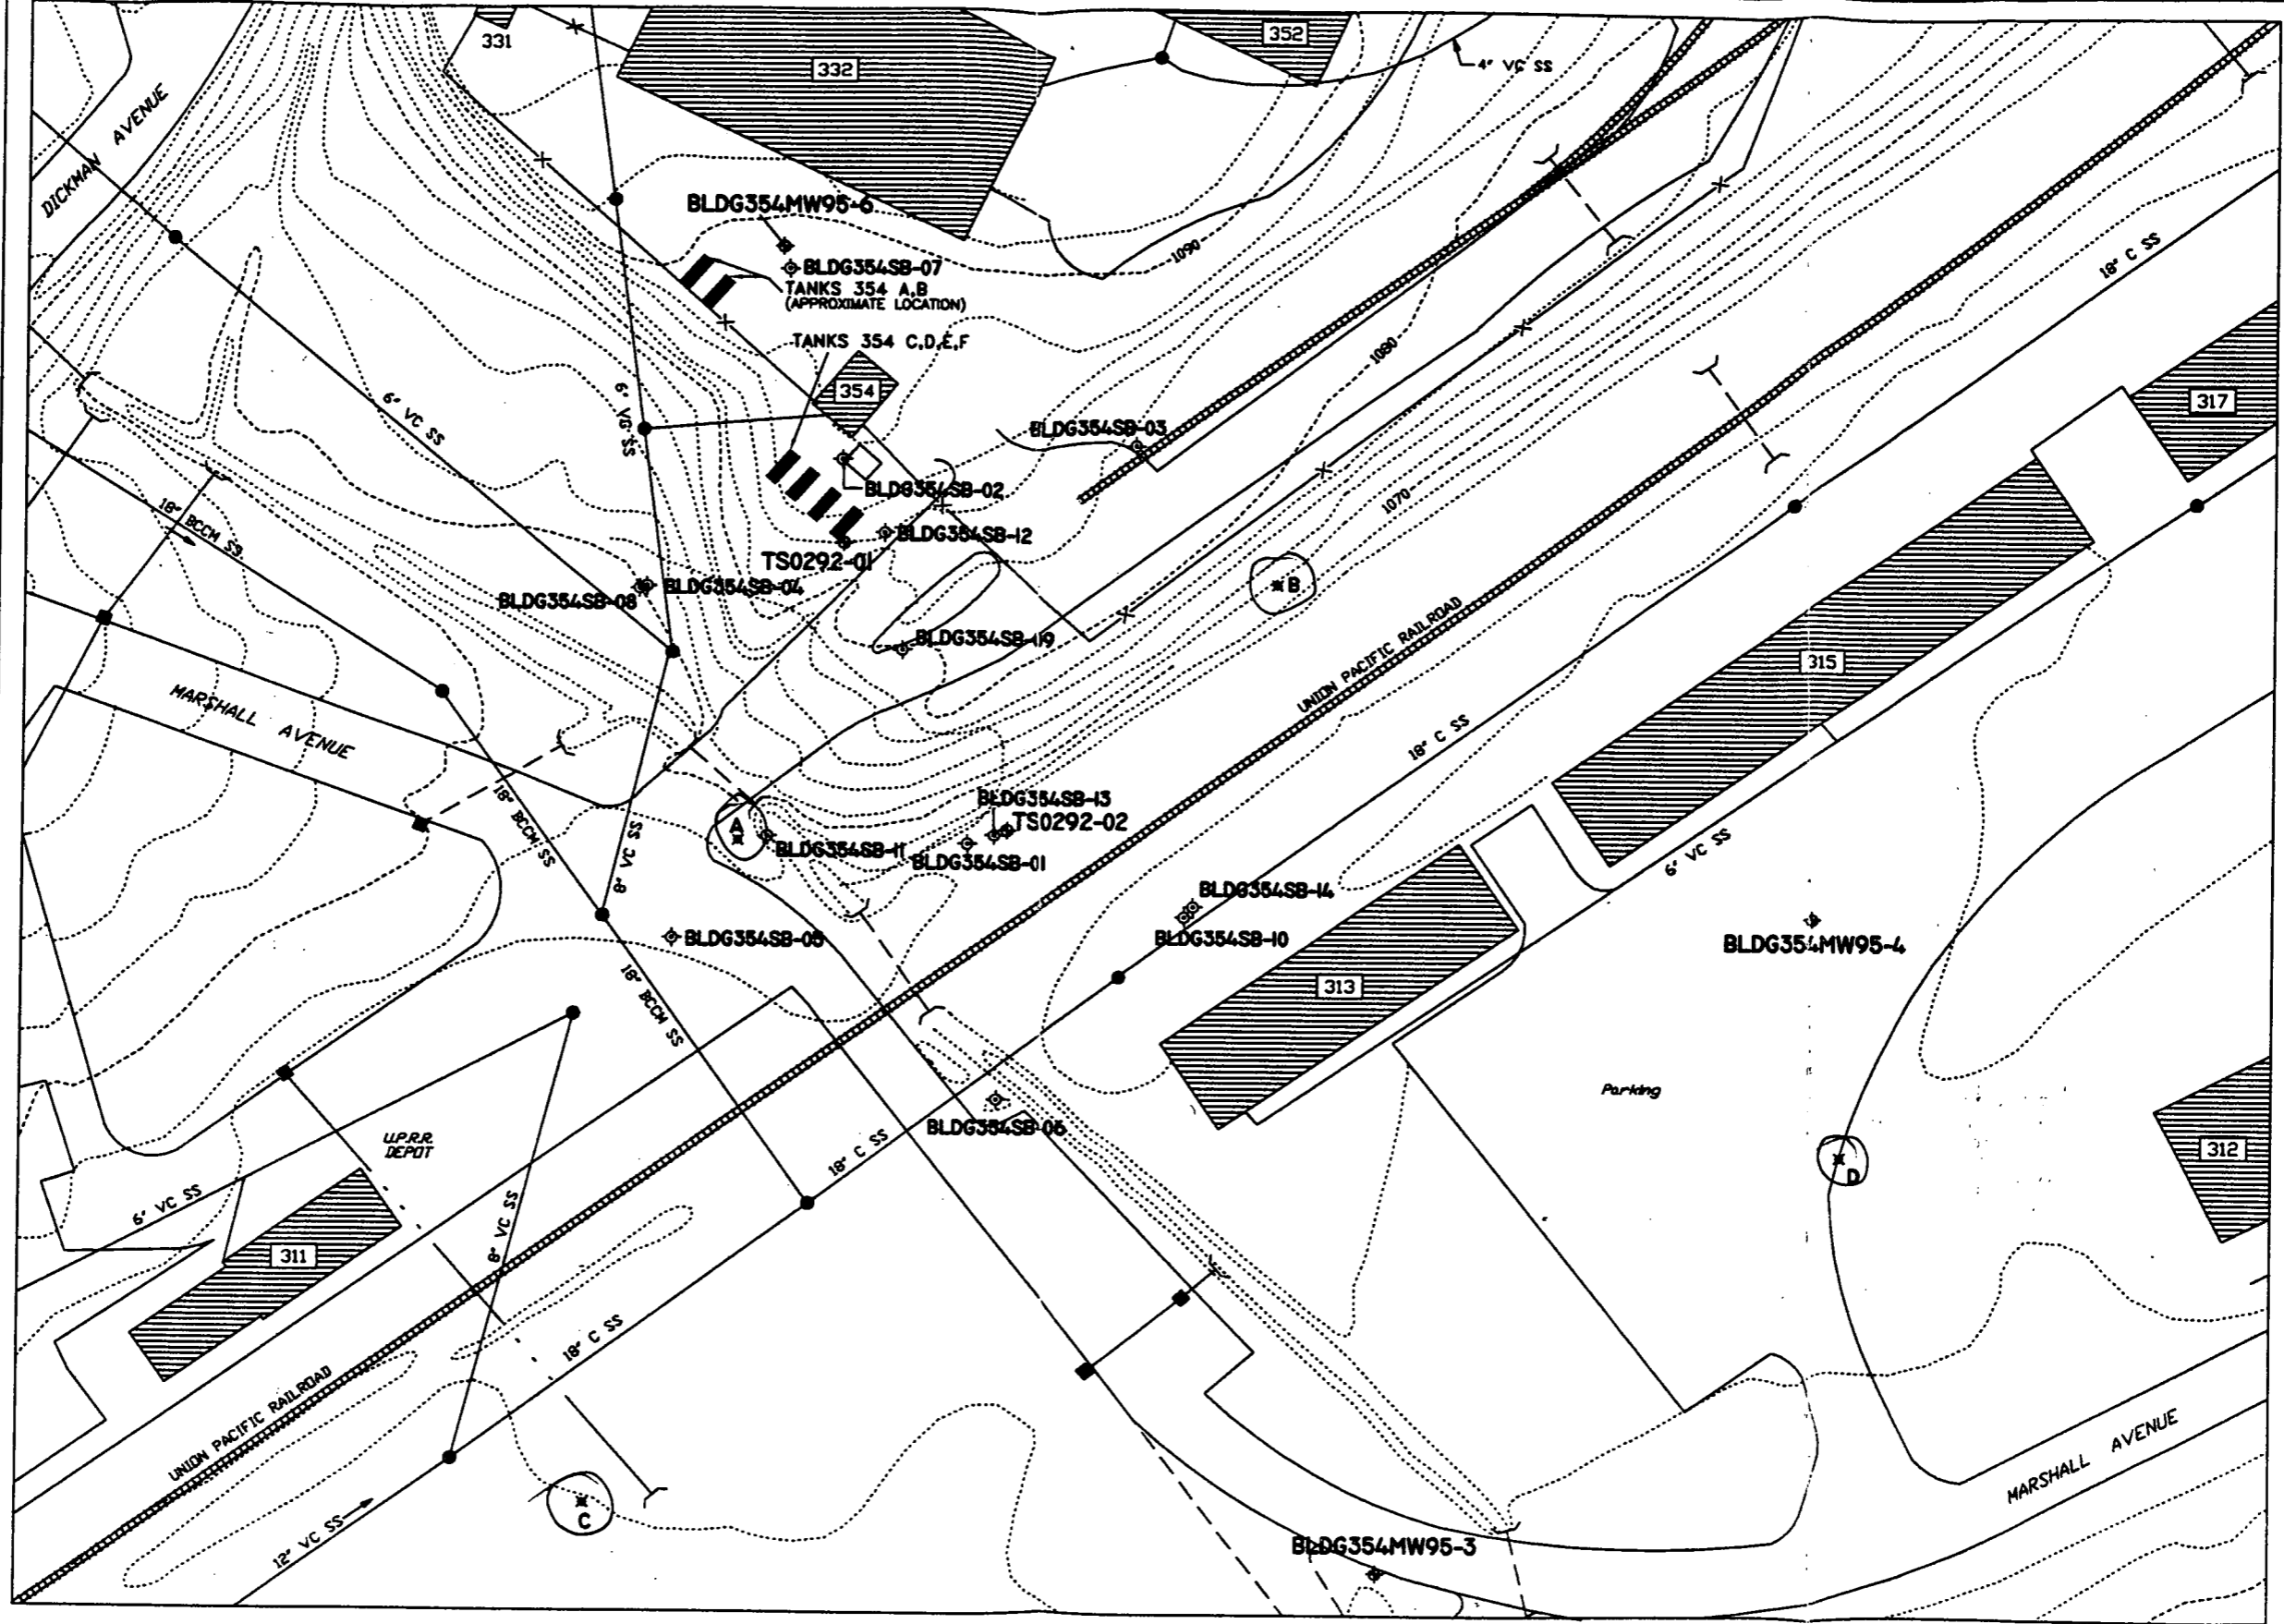 331
332
352
4" VC SS
DICKMAN AVENUE
BLDG354MW95-6
BLDG354SB-07
TANKS 354 A,B
(APPROXIMATE LOCATION)
1090
TANKS 354 C,D,E,F
354
1080
18" C SS
317
6" VC SS
6" VC SS
BLDG354SB-03
BLDG354SB-02
1070
18" BCCM SS
BLDG354SB-12
TS0292-01
BLDG354SB-04
BLDG354SB-08
B
BLDG354SB-09
UNION PACIFIC RAILROAD
315
MARSHALL AVENUE
18" C SS
18" BCCM SS
8" VC SS
A
BLDG354SB-11
BLDG354SB-13
TS0292-02
BLDG354SB-01
6" VC SS
BLDG354SB-14
BLDG354SB-10
BLDG354SB-05
BLDG354MW95-4
18" BCCM SS
313
Parking
BLDG354SB-06
U.P.R.R.
DEPOT
18" C SS
312
D
6" VC SS
8" VC SS
311
18" C SS
UNION PACIFIC RAILROAD
MARSHALL AVENUE
C
12" VC SS
BLDG354MW95-3